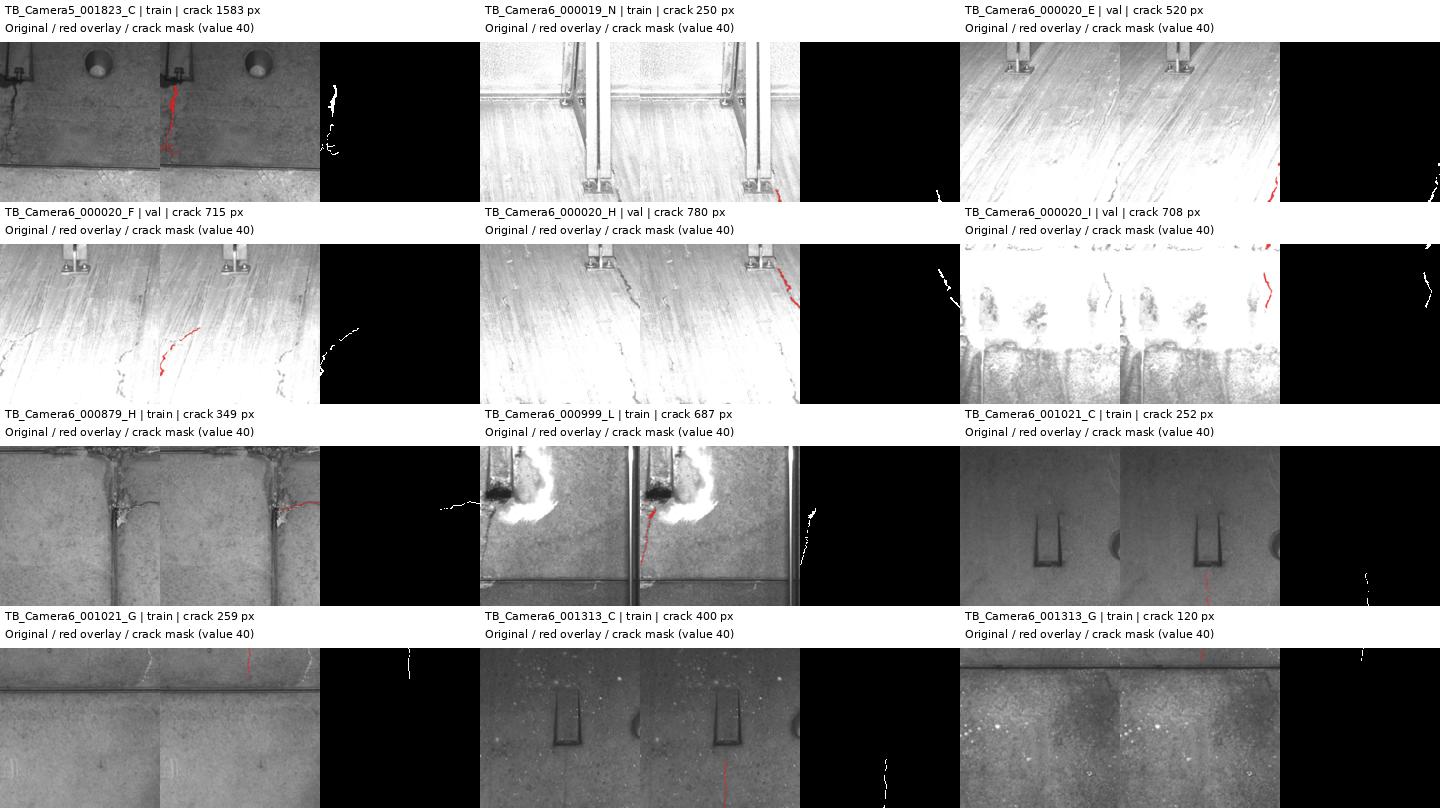 TB_Camera5_001823_C | train | crack 1583 px
Original / red overlay / crack mask (value 40)
TB_Camera6_000019_N | train | crack 250 px
Original / red overlay / crack mask (value 40)
TB_Camera6_000020_E | val | crack 520 px
Original / red overlay / crack mask (value 40)
TB_Camera6_000020_F | val | crack 715 px
Original / red overlay / crack mask (value 40)
TB_Camera6_000020_H | val | crack 780 px
Original / red overlay / crack mask (value 40)
TB_Camera6_000020_I | val | crack 708 px
Original / red overlay / crack mask (value 40)
TB_Camera6_000879_H | train | crack 349 px
Original / red overlay / crack mask (value 40)
TB_Camera6_000999_L | train | crack 687 px
Original / red overlay / crack mask (value 40)
TB_Camera6_001021_C | train | crack 252 px
Original / red overlay / crack mask (value 40)
TB_Camera6_001021_G | train | crack 259 px
Original / red overlay / crack mask (value 40)
TB_Camera6_001313_C | train | crack 400 px
Original / red overlay / crack mask (value 40)
TB_Camera6_001313_G | train | crack 120 px
Original / red overlay / crack mask (value 40)